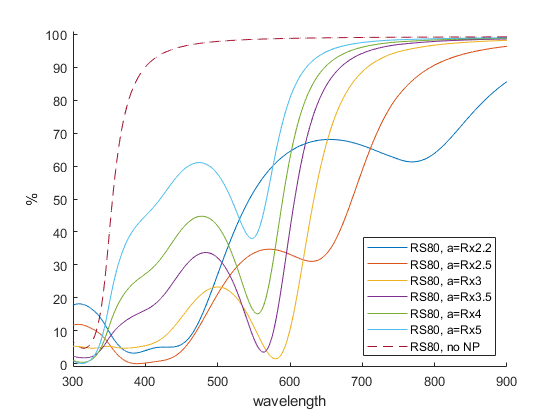 100
90
80
70
60
50
40
30
20
10
0
%
300 400 500 600 700 800 900
wavelength
RS80, a=Rx2.2
RS80, a=Rx2.5
RS80, a=Rx3
RS80, a=Rx3.5
RS80, a=Rx4
RS80, a=Rx5
RS80, no NP